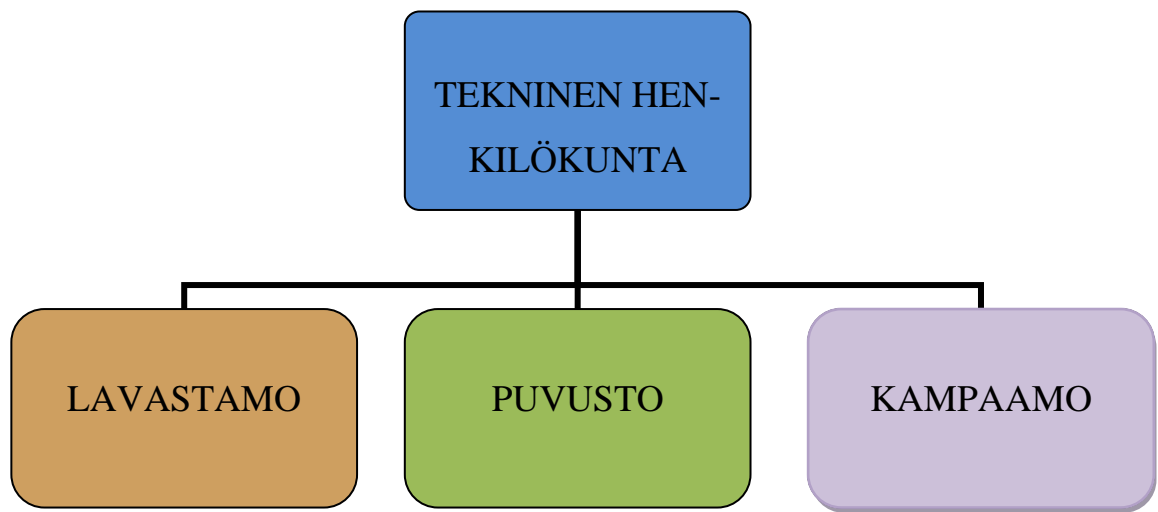 TEKNINEN HEN-
KILÖKUNTA
LAVASTAMO
PUVUSTO
KAMPAAMO